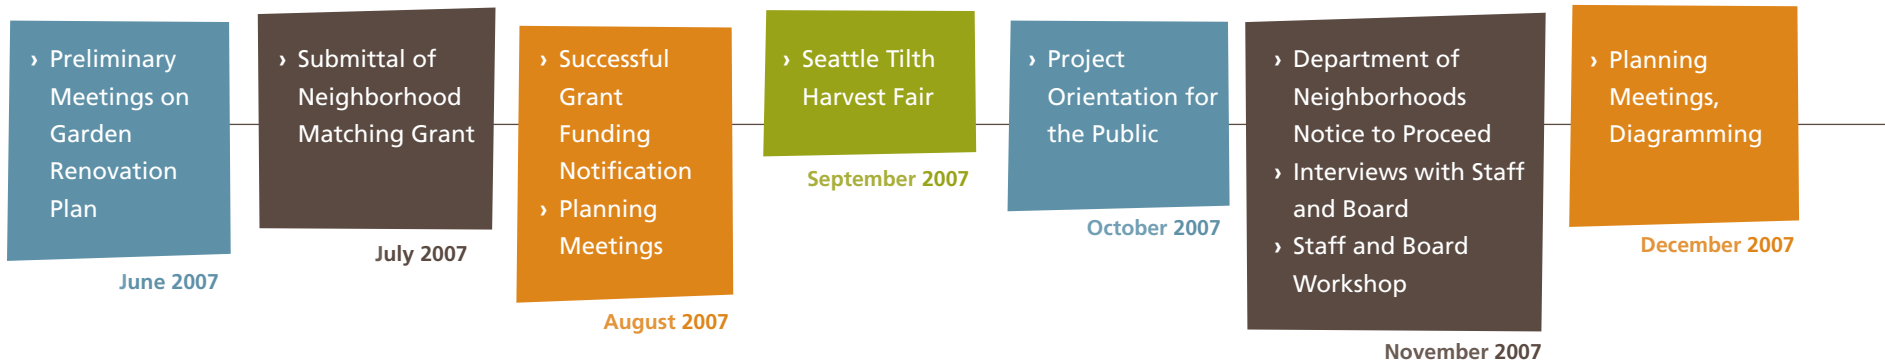 › Preliminary
Meetings on
Garden
Renovation
Plan
June 2007
› Submittal of
Neighborhood
Matching Grant
July 2007
› Successful
Grant
Funding
Notification
› Planning
Meetings
August 2007
› Seattle Tilth
Harvest Fair
September 2007
› Project
Orientation for
the Public
October 2007
› Department of
Neighborhoods
Notice to Proceed
› Interviews with Staff
and Board
› Staff and Board
Workshop
November 2007
› Planning
Meetings,
Diagramming
December 2007